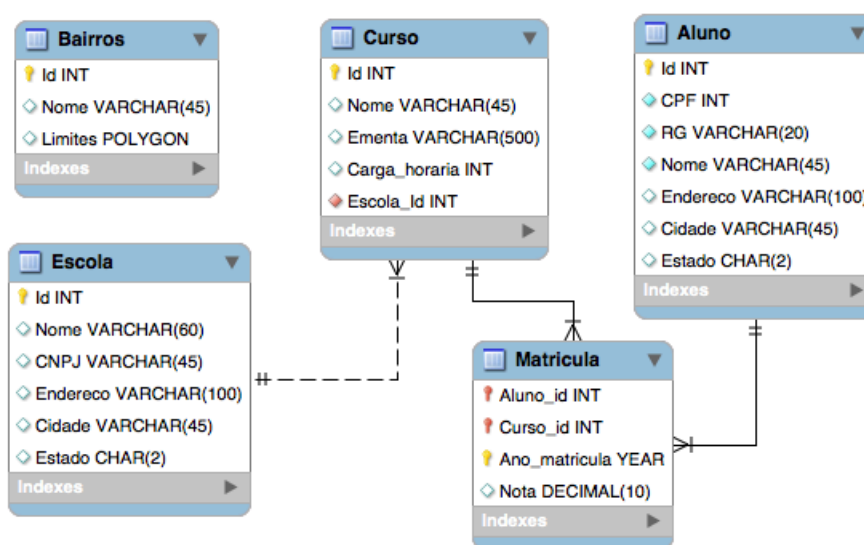 Bairros
Id INT
Nome VARCHAR(45)
Limites POLYGON
Indexes
Curso
Id INT
Nome VARCHAR(45)
Ementa VARCHAR(500)
Carga_horaria INT
Escola_Id INT
Indexes
Aluno
Id INT
CPF INT
RG VARCHAR(20)
Nome VARCHAR(45)
Endereco VARCHAR(100)
Cidade VARCHAR(45)
Estado CHAR(2)
Indexes
Escola
Id INT
Nome VARCHAR(60)
CNPJ VARCHAR(45)
Endereco VARCHAR(100)
Cidade VARCHAR(45)
Estado CHAR(2)
Indexes
Matricula
Aluno_id INT
Curso_id INT
Ano_matricula YEAR
Nota DECIMAL(10)
Indexes